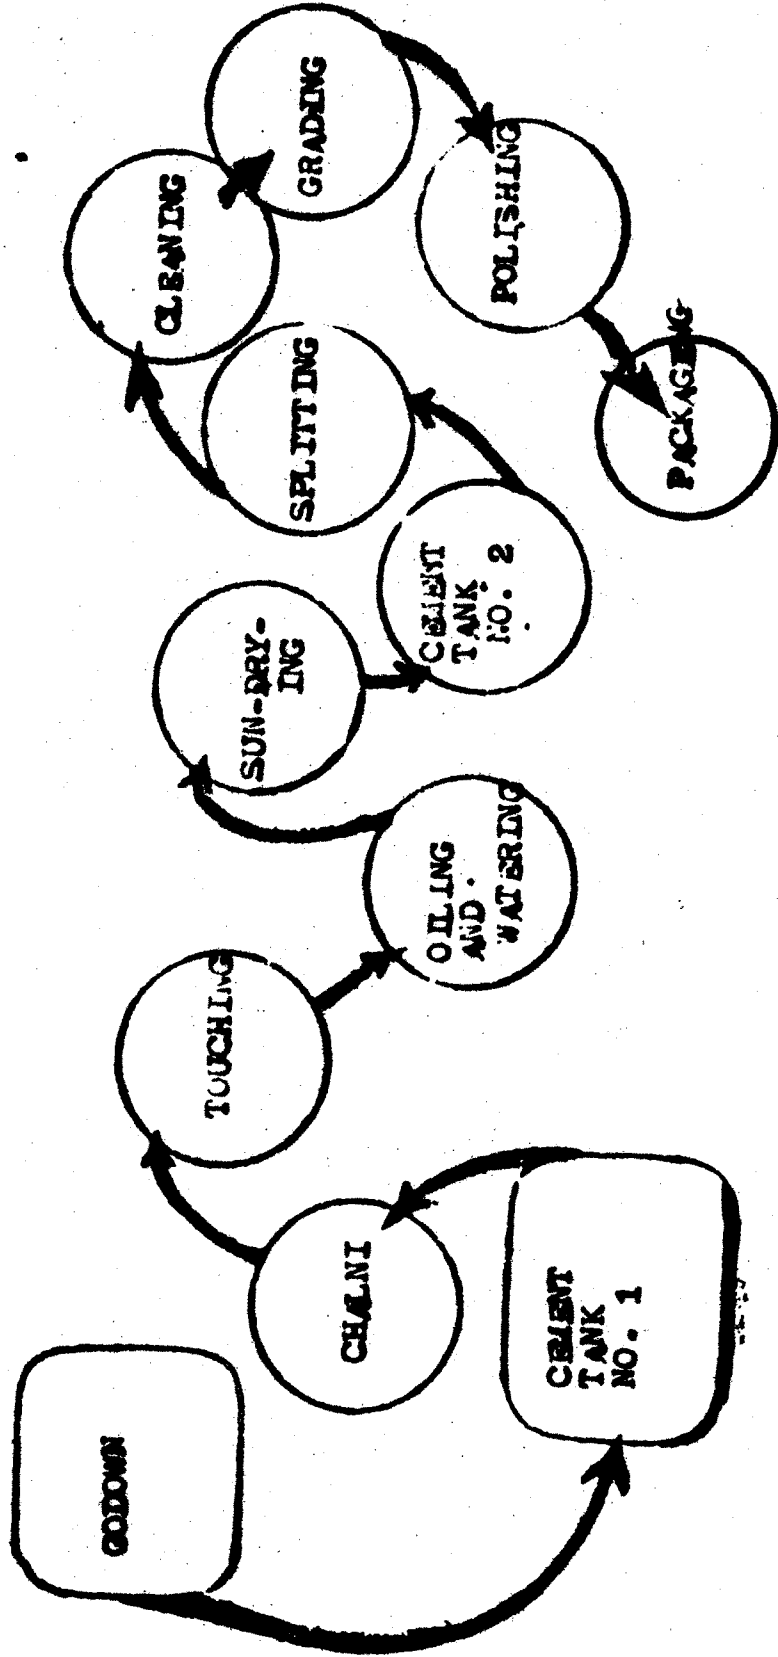 GODOWN
CEMENT
TANK
NO. 1
CHALNI
TOUCHING
OILING
AND
WATERING
SUN-DRY-
ING
CEMENT
TANK
NO. 2
SPLITTING
CLEANING
GRADING
POLISHING
PACKAGING